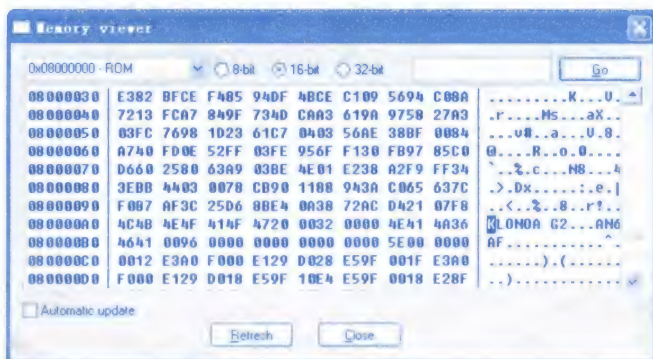 Memory viewer
0x08000000 - ROM 8-bit 16-bit 32-bit Go
08000030 E382 BFCE F485 94DF 4BCE C109 5694 C08A .........K...U.
08000040 7213 FCA7 849F 734D CAA3 619A 9758 27A3 .r....Ms...aX..
08000050 03FC 7698 1D23 61C7 0403 56AE 38BF 0084
08000060 A740 FD0E 52FF 03FE 956F F130 FB97 85C0 @....R..o.0....
08000070 D660 2580 63A9 03BE 4E01 E238 A2F9 FF34
08000080 3EBB 4403 0078 CB90 1188 943A C065 637C .>.Dx.....:.e.|
08000090 F087 AF3C 25D6 8BE4 0A38 72AC D421 07F8 ..<..%..8..r!..
080000A0 4C4B 4E4F 414F 4720 0032 0000 4E41 4A36 KLONOA G2...AN6
080000B0 4641 0096 0000 0000 0000 0000 5E00 0000 AF...........^.
080000C0 0012 E3A0 F000 E129 D028 E59F 001F E3A0 ......).(......
080000D0 F000 E129 D018 E59F 10E4 E59F 0018 E28F ..)............
Automatic update
Refresh Close